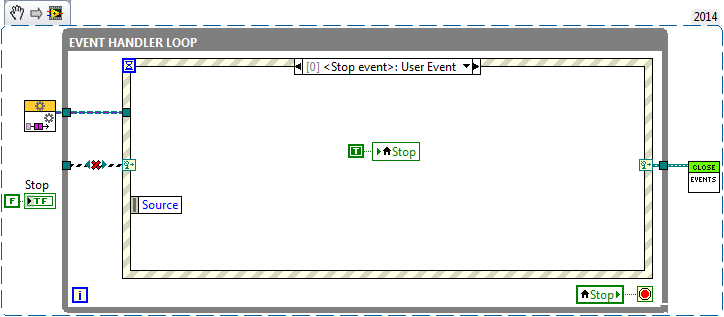 2014
EVENT HANDLER LOOP
[0] <Stop event>: User Event
T
Stop
Stop
F
TF
Source
CLOSE
EVENTS
i
Stop